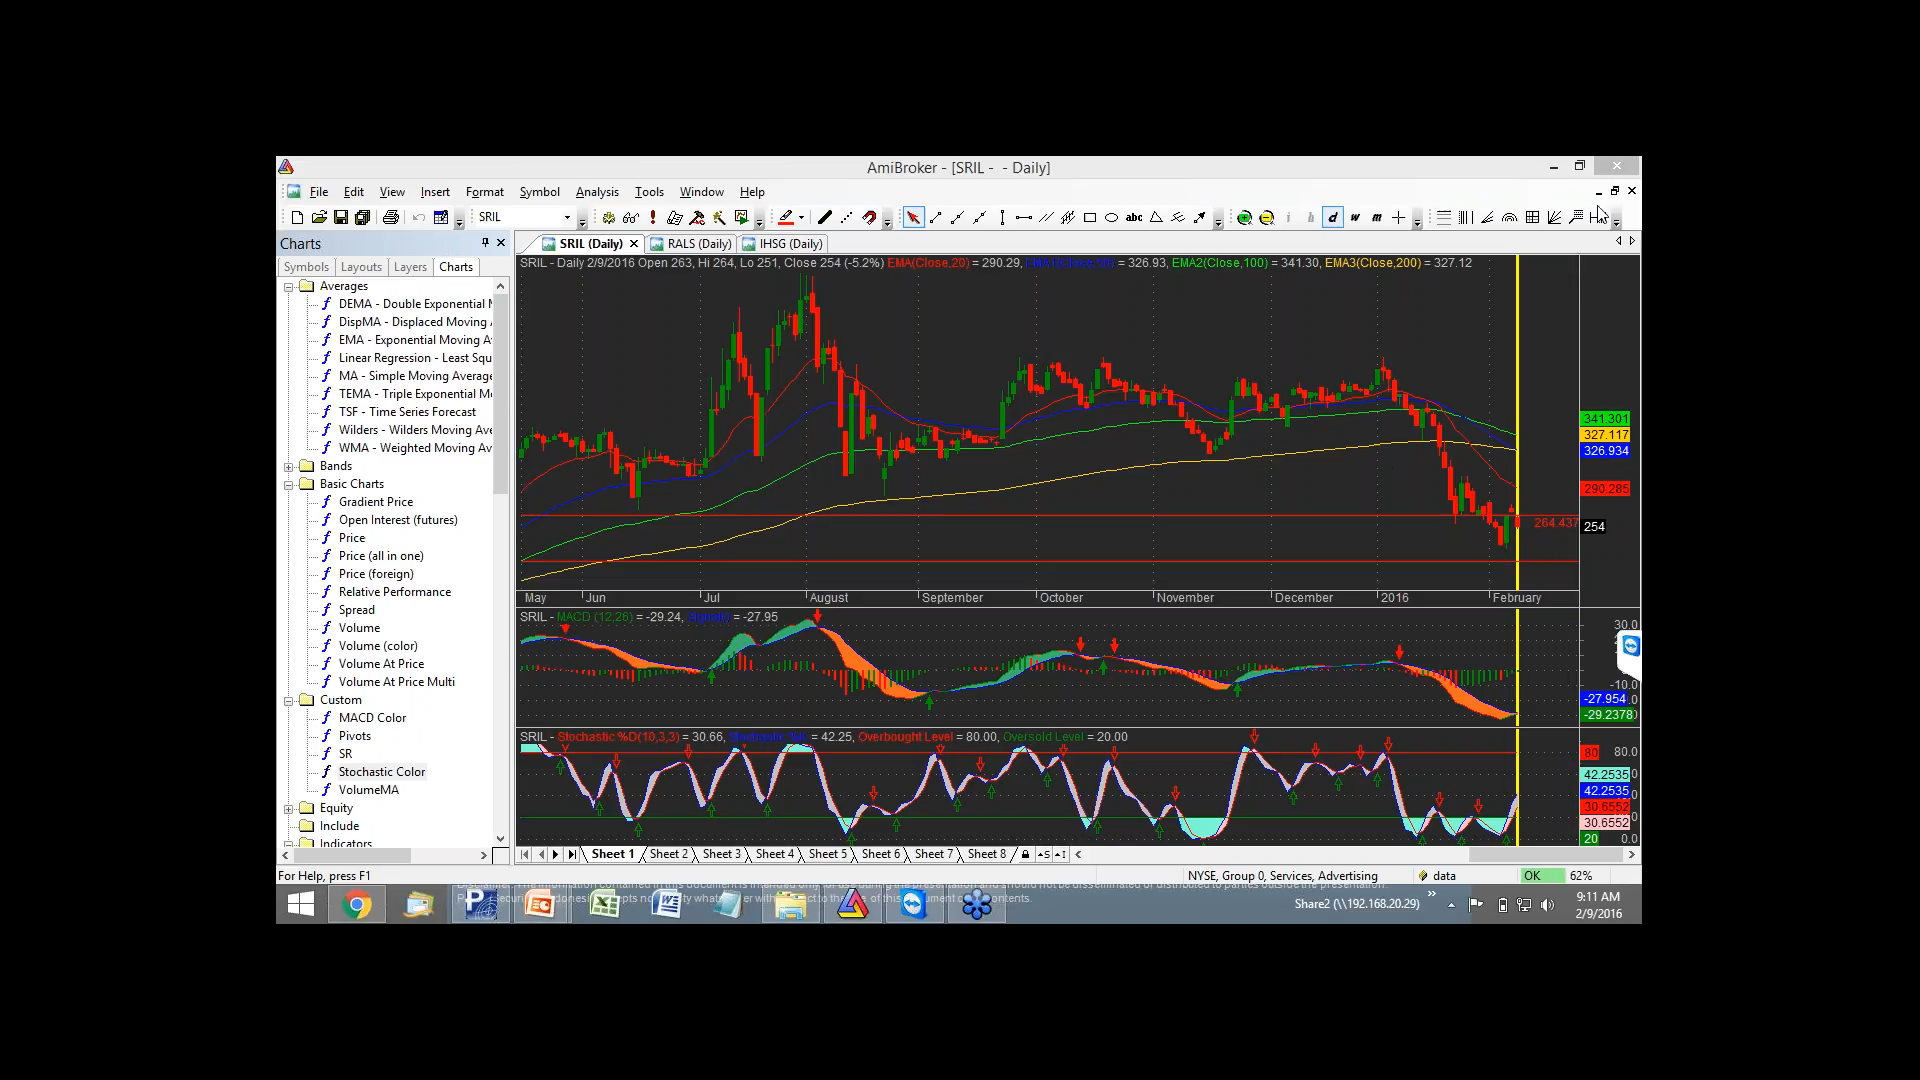 AmiBroker - [SRIL - - Daily]
File Edit View Insert Format Symbol Analysis Tools Window Help
SRIL
abc i h d w m
Charts
Symbols Layouts Layers Charts
Averages
DEMA - Double Exponential
DispMA - Displaced Moving
EMA - Exponential Moving A
Linear Regression - Least Squ
MA - Simple Moving Average
TEMA - Triple Exponential M
TSF - Time Series Forecast
Wilders - Wilders Moving Ave
WMA - Weighted Moving Av
Bands
Basic Charts
Gradient Price
Open Interest (futures)
Price
Price (all in one)
Price (foreign)
Relative Performance
Spread
Volume
Volume (color)
Volume At Price
Volume At Price Multi
Custom
MACD Color
Pivots
SR
Stochastic Color
VolumeMA
Equity
Include
Indicators
SRIL (Daily) RALS (Daily) IHSG (Daily)
SRIL - Daily 2/9/2016 Open 263, Hi 264, Lo 251, Close 254 (-5.2%) EMA(Close,20) = 290.29, = 326.93, EMA2(Close,100) = 341.30, EMA3(Close,200) = 327.12
341.301
327.117
326.934
290.285
264.437
254
May Jun Jul August September October November December 2016 February
SRIL - MACD (12,26) = -29.24, = -27.95
30.0
-10.0
-27.954
-29.2378
SRIL - Stochastic %D(10,3,3) = 30.66, Stochastic %K = 42.25, Overbought Level = 80.00, Oversold Level = 20.00
80 80.0
42.2535
42.2535
30.6552
30.6552
20 0.0
Sheet 1 Sheet 2 Sheet 3 Sheet 4 Sheet 5 Sheet 6 Sheet 7 Sheet 8
For Help, press F1
NYSE, Group 0, Services, Advertising data OK 62%
Share2 (\\192.168.20.29)
9:11 AM
2/9/2016